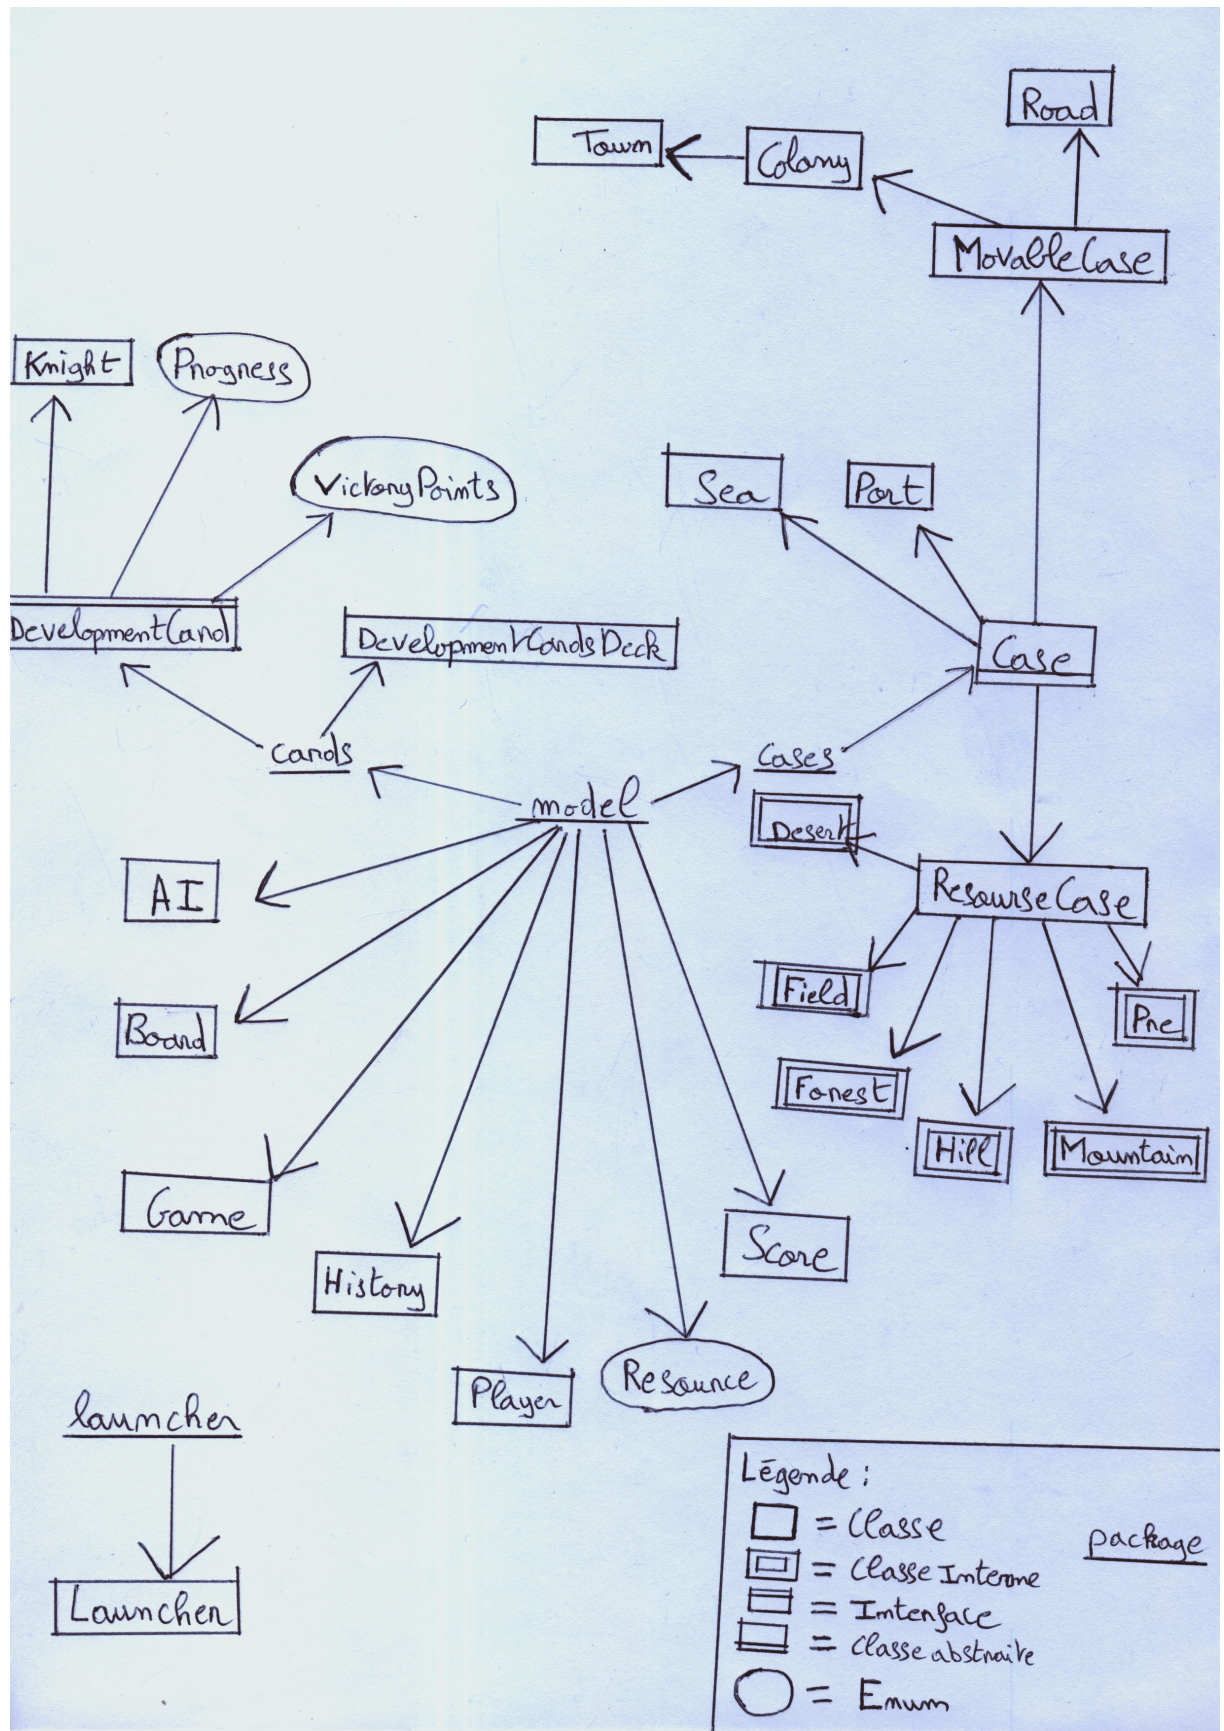 Road
Town
Colony
MovableCase
Knight
Progress
VictoryPoints
Sea
Port
DevelopmentCard
DevelopmentCardsDeck
Case
cards
Cases
model
Desert
AI
ResourseCase
Field
Board
Pre
Forest
Hill
Mountain
Game
Score
History
Resource
Player
launcher
Launcher
Légende :
= Classe
package
= Classe Interne
= Interface
= Classe abstraite
= Enum